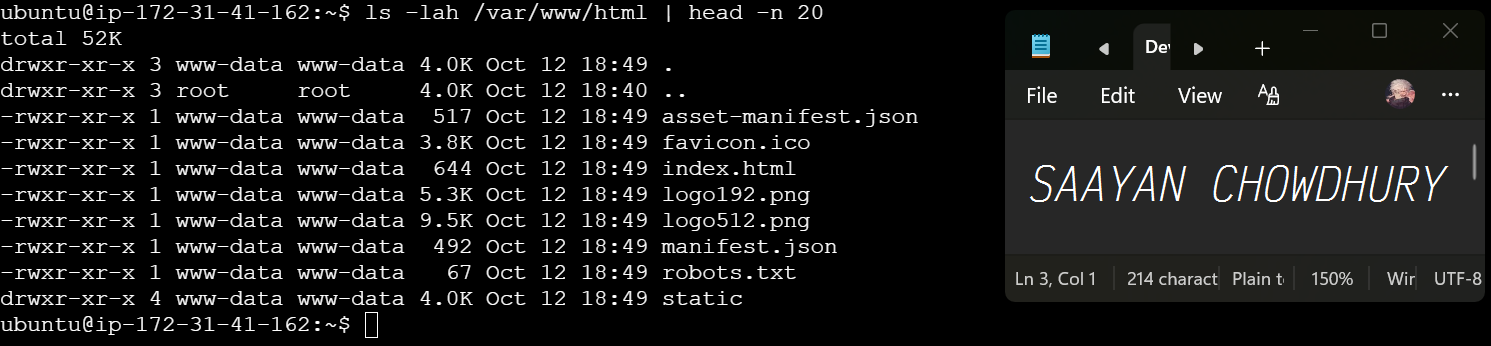 ubuntu@ip-172-31-41-162:~$ ls -lah /var/www/html | head -n 20
total 52K
drwxr-xr-x 3 www-data www-data 4.0K Oct 12 18:49 .
drwxr-xr-x 3 root     root     4.0K Oct 12 18:40 ..
-rwxr-xr-x 1 www-data www-data  517 Oct 12 18:49 asset-manifest.json
-rwxr-xr-x 1 www-data www-data 3.8K Oct 12 18:49 favicon.ico
-rwxr-xr-x 1 www-data www-data  644 Oct 12 18:49 index.html
-rwxr-xr-x 1 www-data www-data 5.3K Oct 12 18:49 logo192.png
-rwxr-xr-x 1 www-data www-data 9.5K Oct 12 18:49 logo512.png
-rwxr-xr-x 1 www-data www-data  492 Oct 12 18:49 manifest.json
-rwxr-xr-x 1 www-data www-data   67 Oct 12 18:49 robots.txt
drwxr-xr-x 4 www-data www-data 4.0K Oct 12 18:49 static
ubuntu@ip-172-31-41-162:~$
File Edit View
SAAYAN CHOWDHURY
Ln 3, Col 1 214 charact Plain t 150% Wir UTF-8